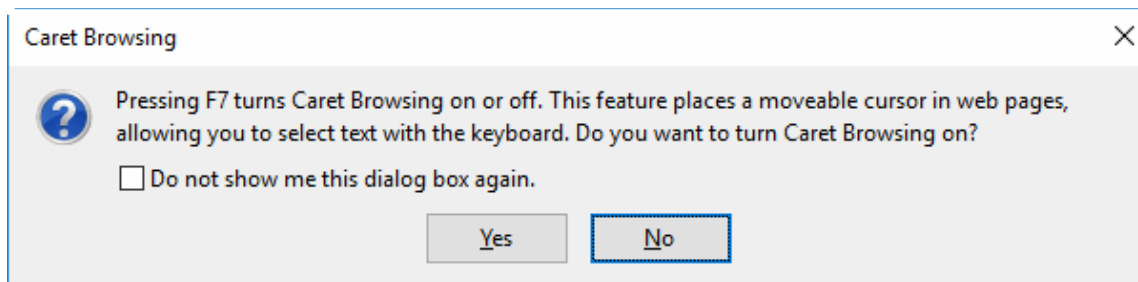 Caret Browsing
Pressing F7 turns Caret Browsing on or off. This feature places a moveable cursor in web pages,
allowing you to select text with the keyboard. Do you want to turn Caret Browsing on?
Do not show me this dialog box again.
Yes No